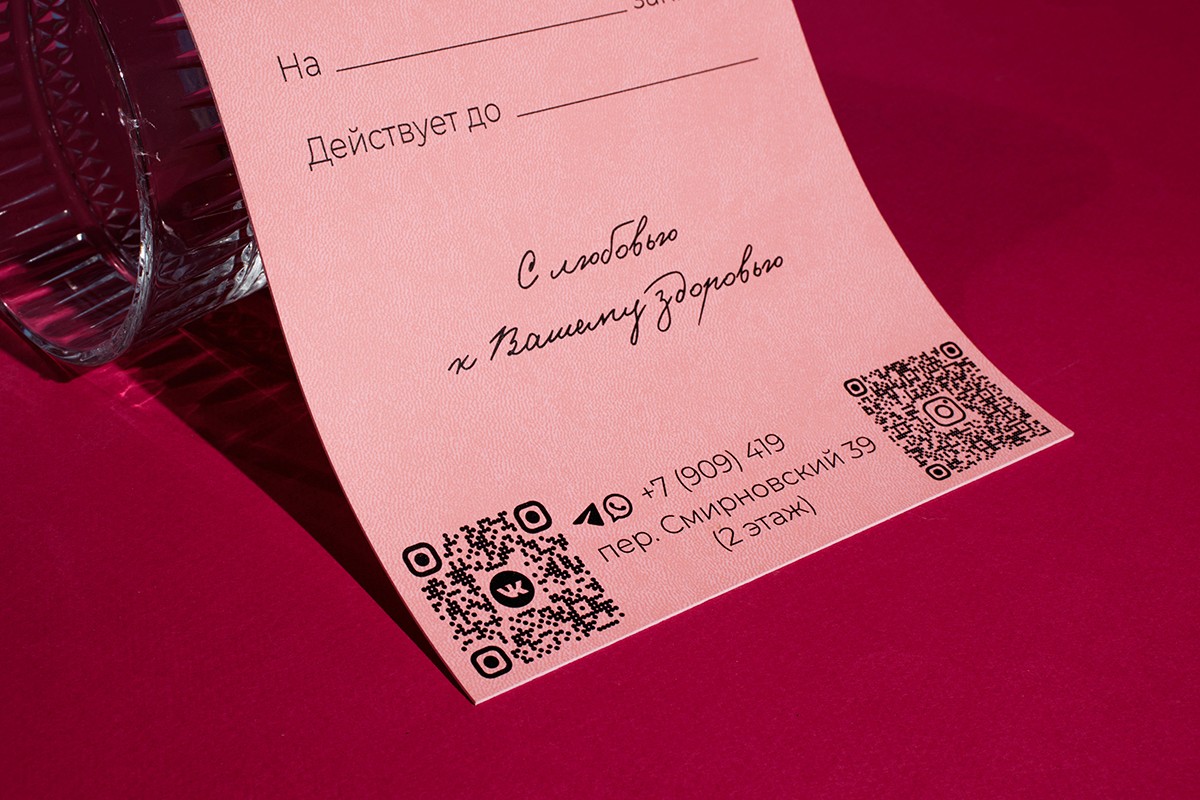 На
Действует до
С любовью
к Вашему здоровью
+7 (909) 419
пер. Смирновский 39
(2 этаж)